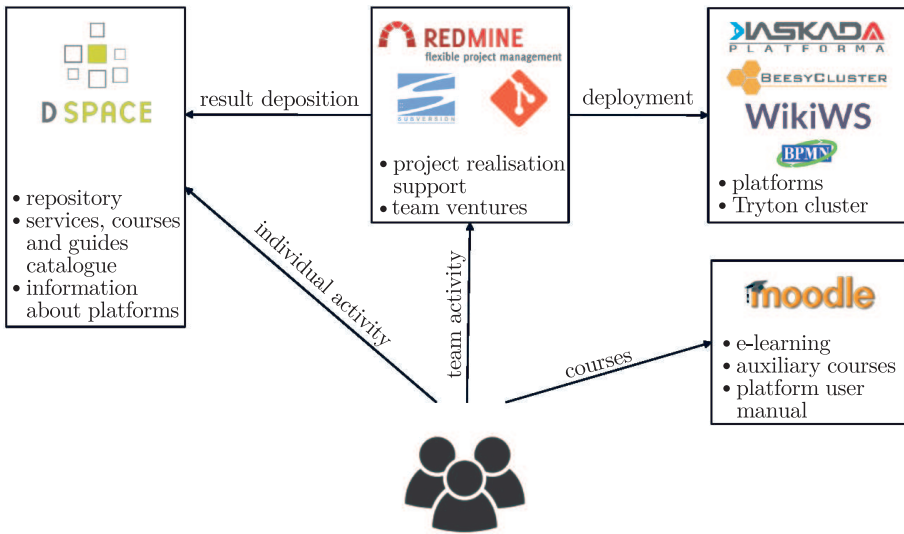 D SPACE
• repository
• services, courses
and guides
catalogue
• information
about platforms
result deposition
REDMINE
flexible project management
SUBVERSION
git
• project realisation
support
• team ventures
deployment
KASKADA
PLATFORMA
BEESYCLUSTER
WikiWS
BPMN
• platforms
• Tryton cluster
individual activity
team activity
courses
moodle
• e-learning
• auxiliary courses
• platform user
manual